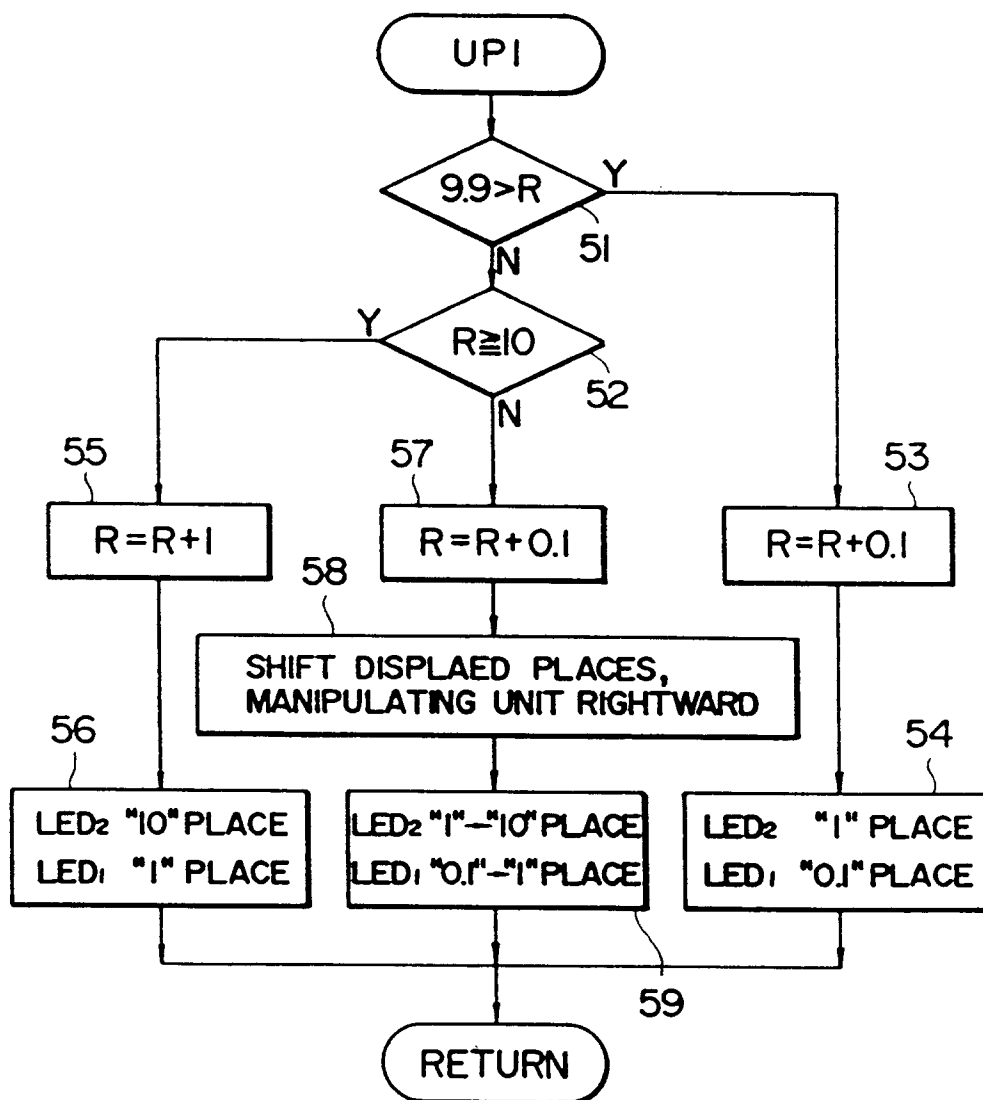 UP1
9.9>R
Y
51
N
Y
R≧10
52
N
55
57
53
R=R+1
R=R+0.1
R=R+0.1
58
SHIFT DISPLAED PLACES,
MANIPULATING UNIT RIGHTWARD
56
54
LED2 "10" PLACE
LED1 "1" PLACE
LED2 "1"-"10" PLACE
LED1 "0.1"-"1" PLACE
LED2 "1" PLACE
LED1 "0.1" PLACE
59
RETURN